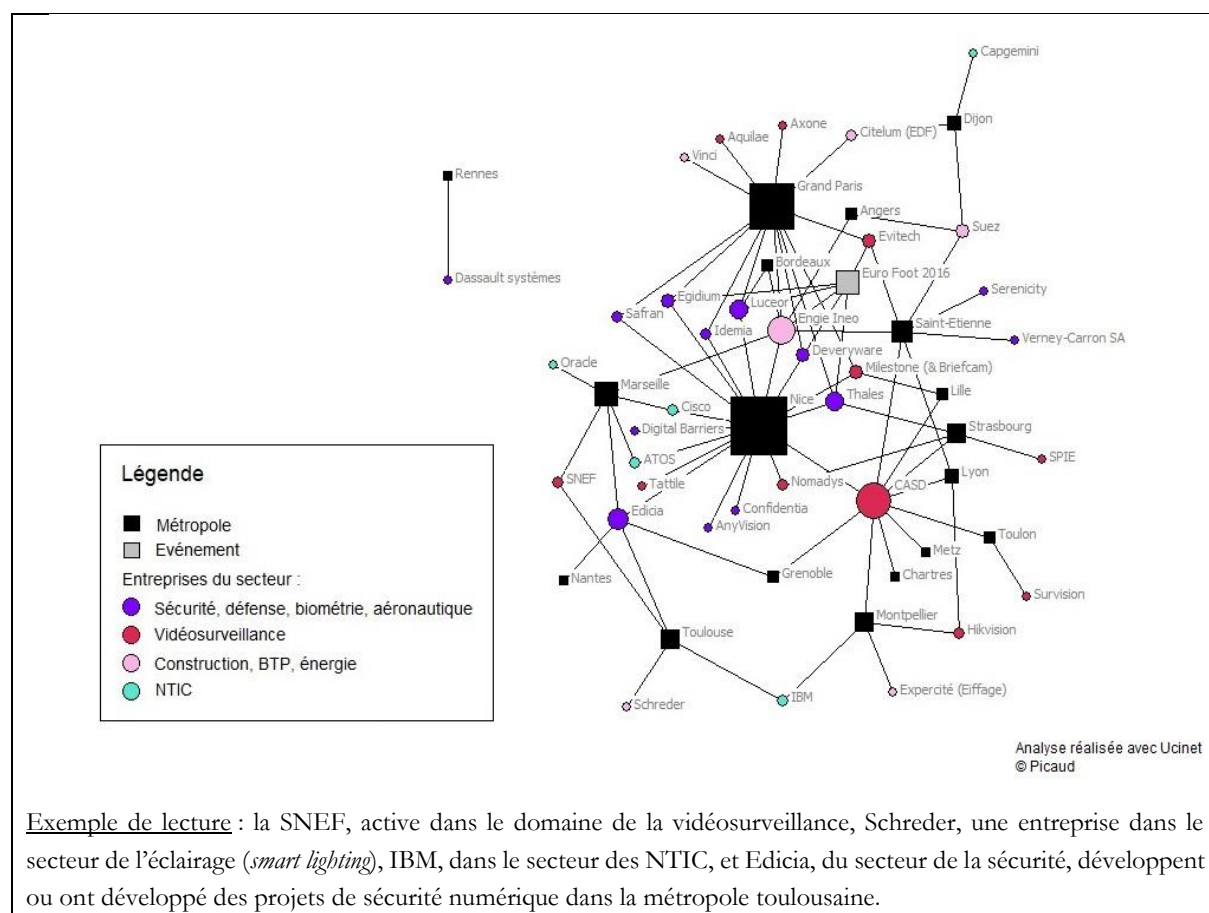 Capgemini
Dijon
Axone
Aquilae
Citelum (EDF)
Vinci
Rennes
Grand Paris
Angers
Suez
Evitech
Bordeaux
Euro Foot 2016
Dassault systèmes
Serenicity
Egidium
Luceor
Safran
Engie Ineo
Idemia
Saint-Etienne
Verney-Carron SA
Deveryware
Oracle
Milestone (& Briefcam)
Marseille
Lille
Nice
Thales
Cisco
Digital Barriers
Strasbourg
ATOS
SPIE
SNEF
Tattile
Nomadys
CASD
Lyon
Edicia
Confidentia
AnyVision
Toulon
Metz
Nantes
Grenoble
Chartres
Survision
Montpellier
Toulouse
Hikvision
Schreder
IBM
Expercité (Eiffage)
Légende
Métropole
Evénement
Entreprises du secteur :
Sécurité, défense, biométrie, aéronautique
Vidéosurveillance
Construction, BTP, énergie
NTIC
Analyse réalisée avec Ucinet
© Picaud
Exemple de lecture : la SNEF, active dans le domaine de la vidéosurveillance, Schreder, une entreprise dans le
secteur de l'éclairage (smart lighting), IBM, dans le secteur des NTIC, et Edicia, du secteur de la sécurité, développent
ou ont développé des projets de sécurité numérique dans la métropole toulousaine.